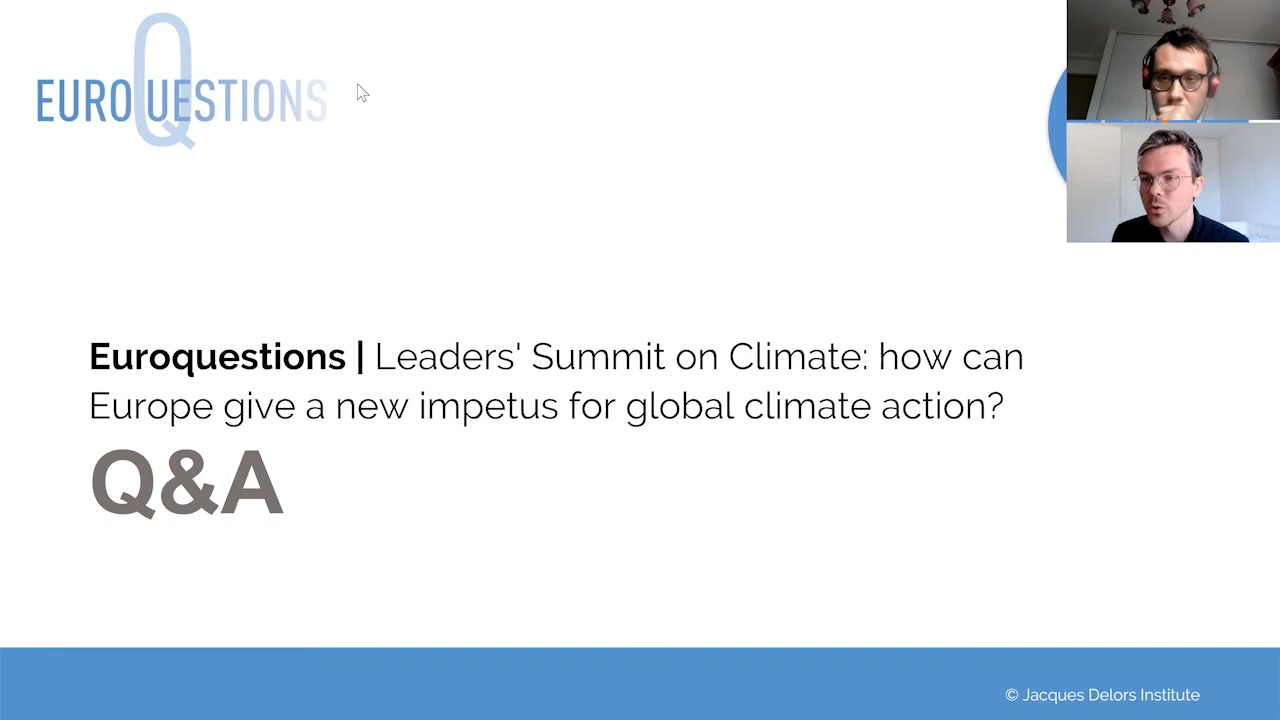 EUROQUESTIONS
Euroquestions | Leaders' Summit on Climate: how can
Europe give a new impetus for global climate action?
Q&A
© Jacques Delors Institute